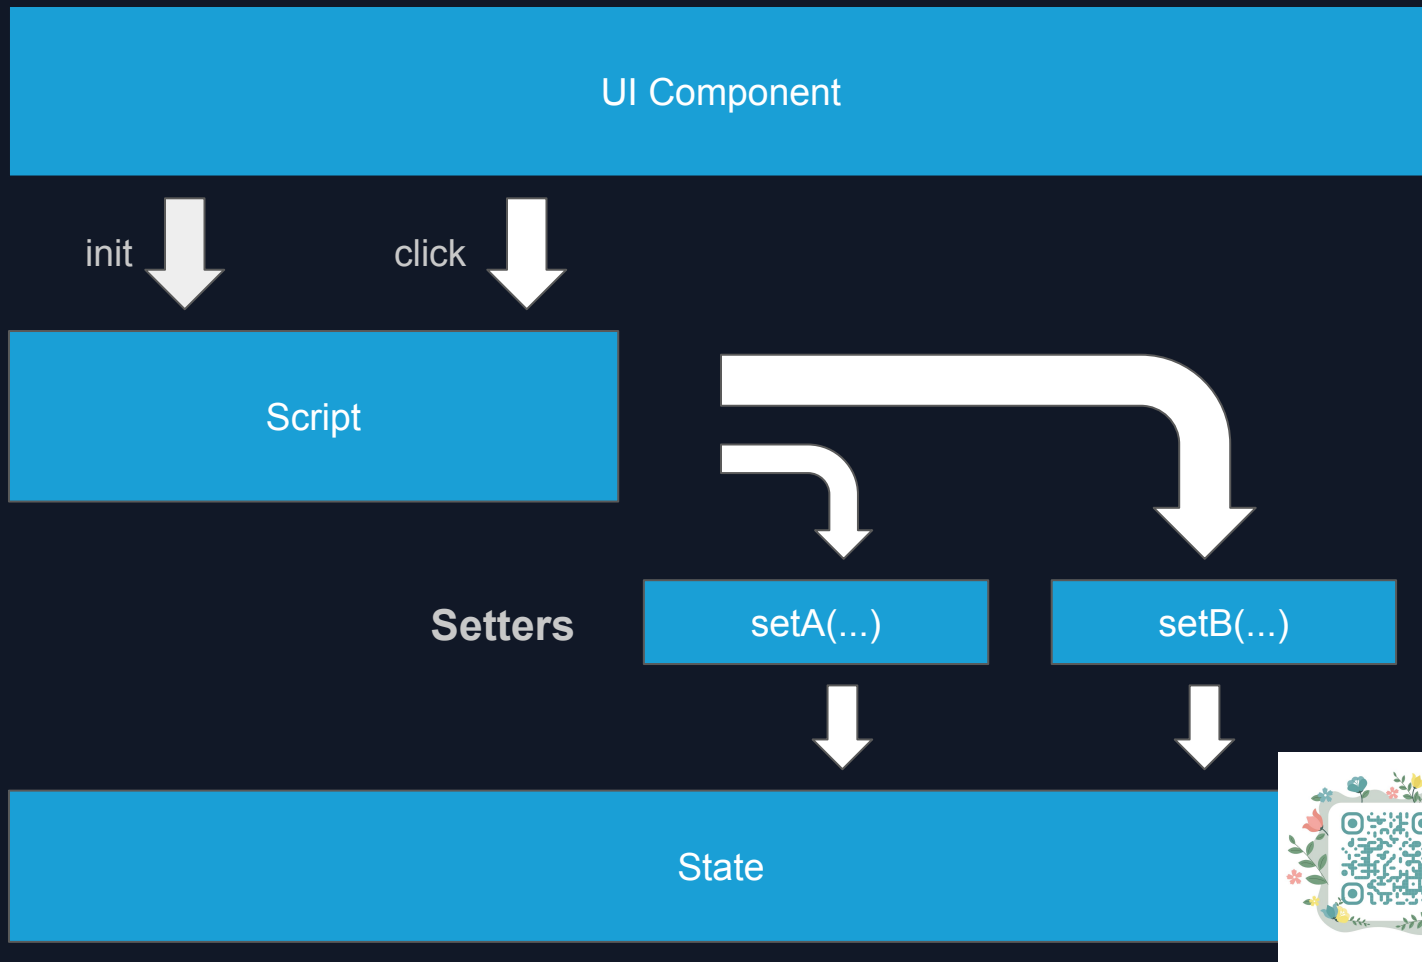 UI Component
init
click
Script
Setters
setA(...)
setB(...)
State